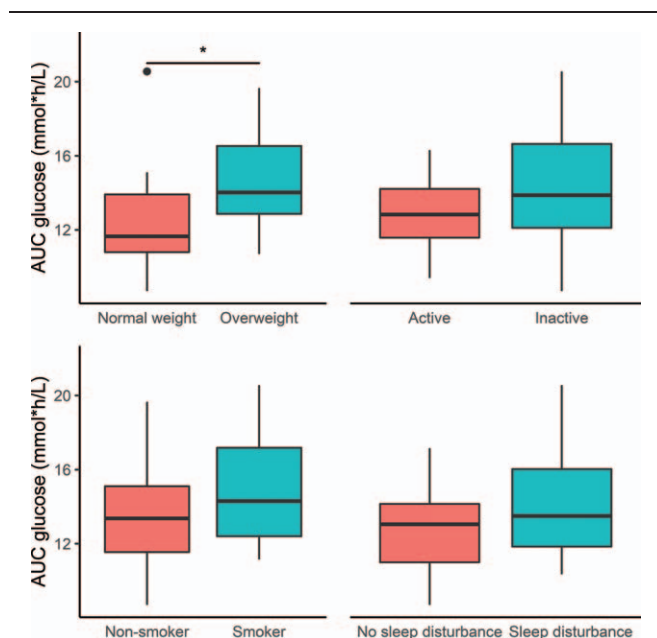 AUC glucose (mmol*h/L)
20
16
12
*
Normal weight Overweight
Active Inactive
AUC glucose (mmol*h/L)
20
16
12
Non-smoker Smoker
No sleep disturbance Sleep disturbance